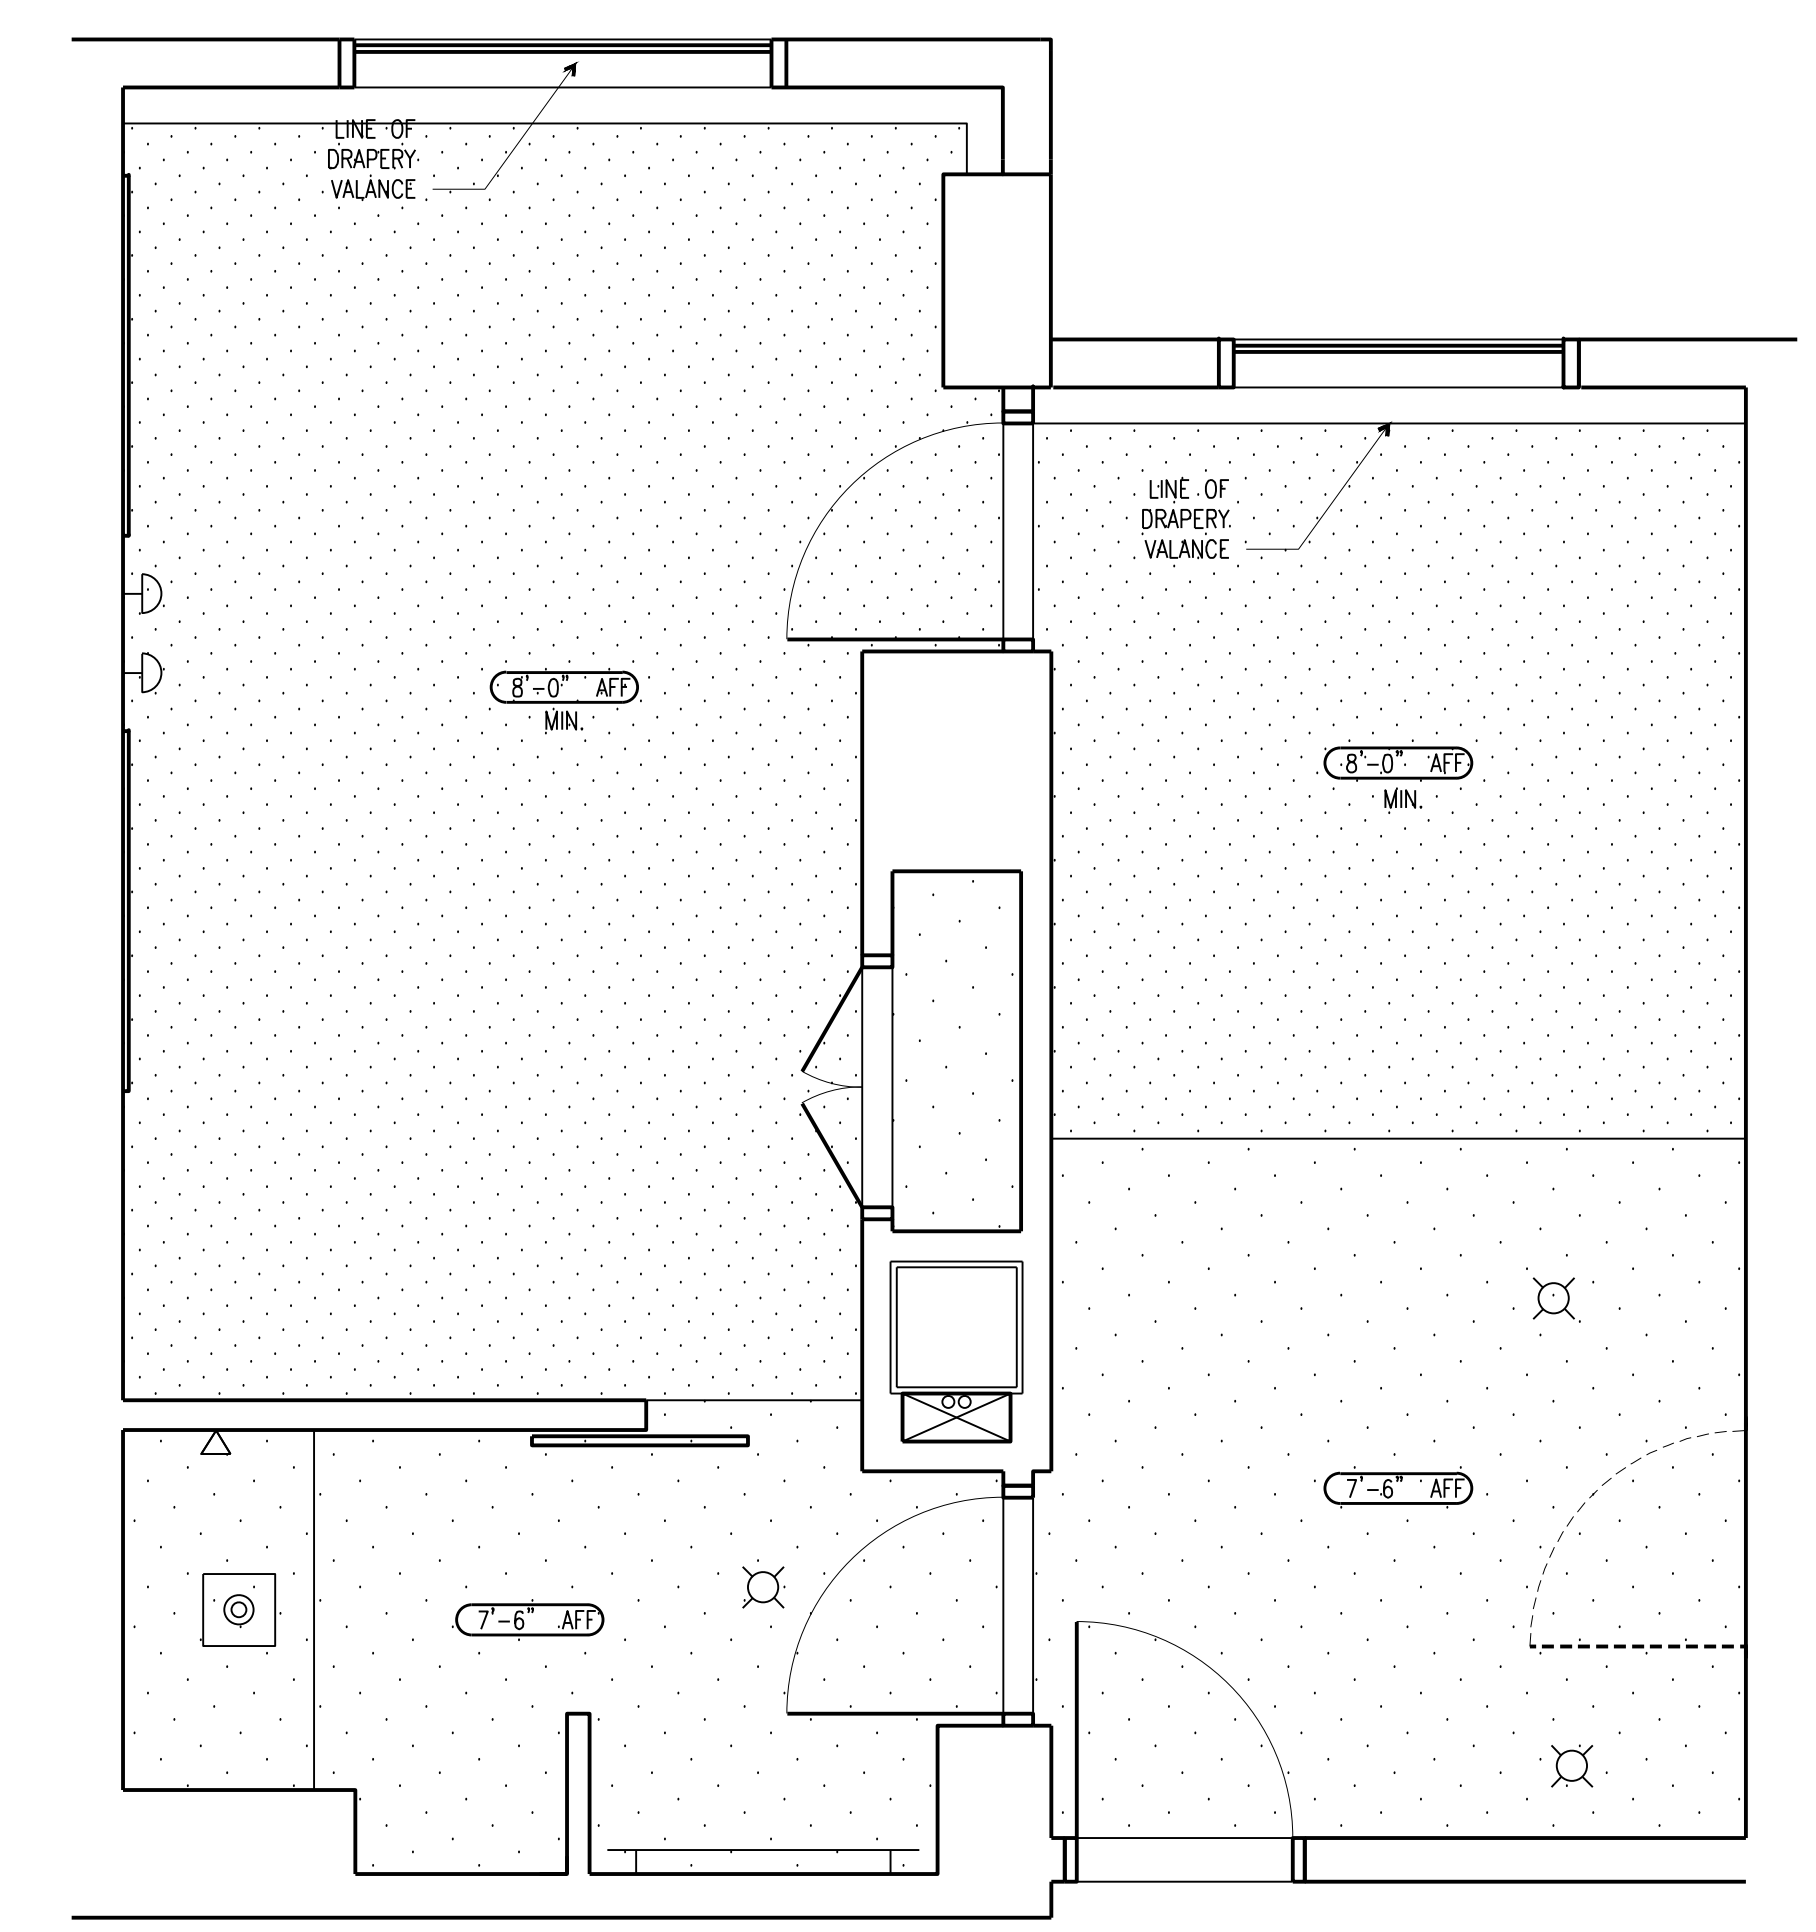 LINE OF
DRAPERY
VALANCE
LINE OF
DRAPERY
VALANCE
8'-0" AFF
MIN.
8'-0" AFF
MIN.
7'-6" AFF
7'-6" AFF